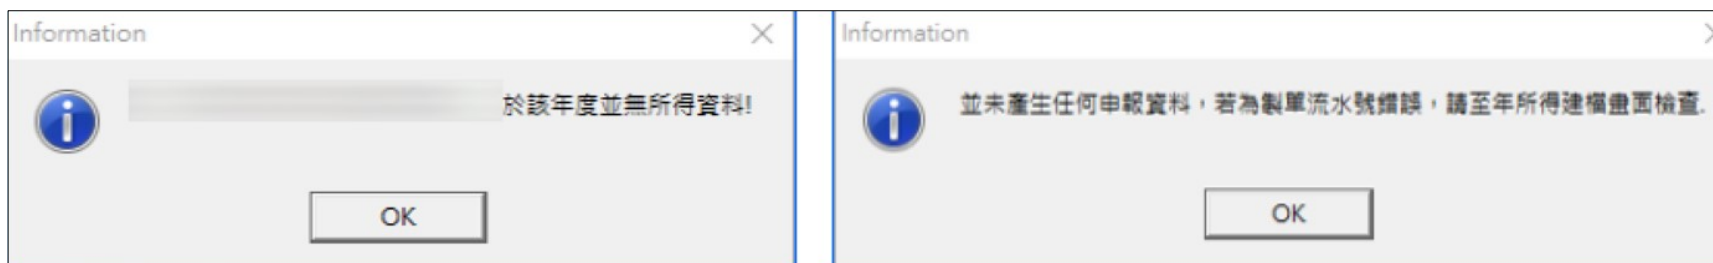 Information
於該年度並無所得資料!
OK
Information
並未產生任何申報資料，若為製單流水號錯誤，請至年所得建檔畫面檢查.
OK